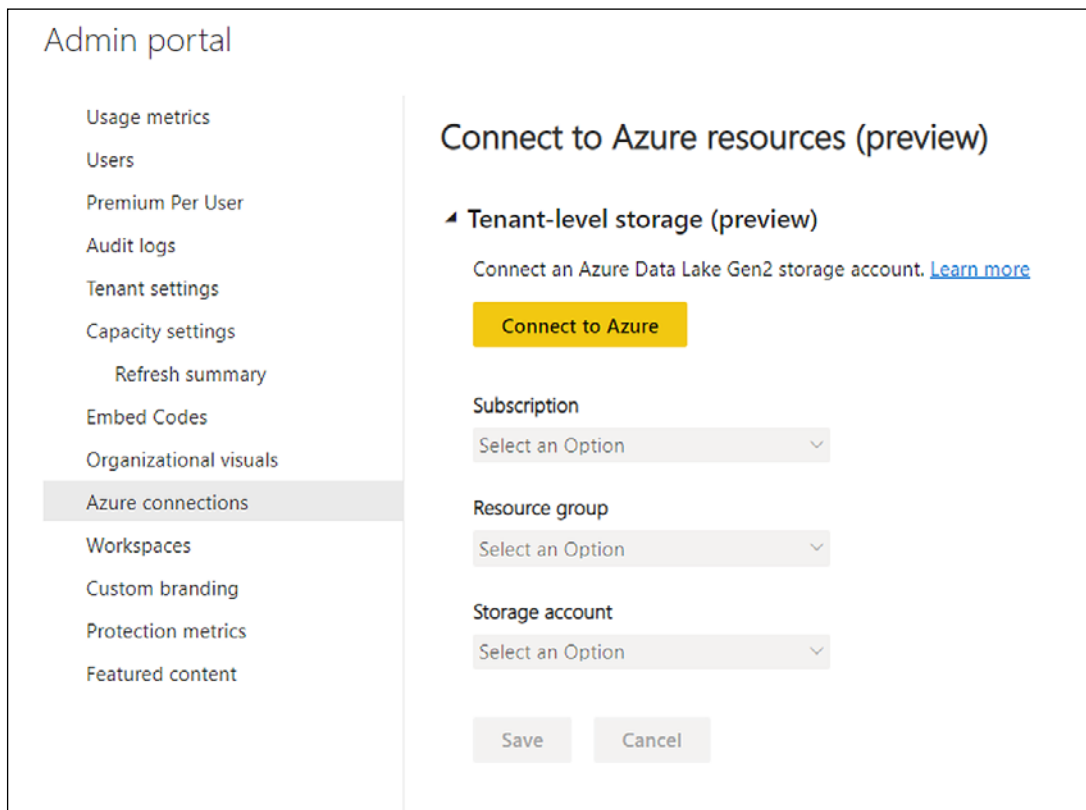 Admin portal
Usage metrics
Users
Premium Per User
Audit logs
Tenant settings
Capacity settings
Refresh summary
Embed Codes
Organizational visuals
Azure connections
Workspaces
Custom branding
Protection metrics
Featured content
Connect to Azure resources (preview)
Tenant-level storage (preview)
Connect an Azure Data Lake Gen2 storage account. Learn more
Connect to Azure
Subscription
Select an Option
Resource group
Select an Option
Storage account
Select an Option
Save Cancel